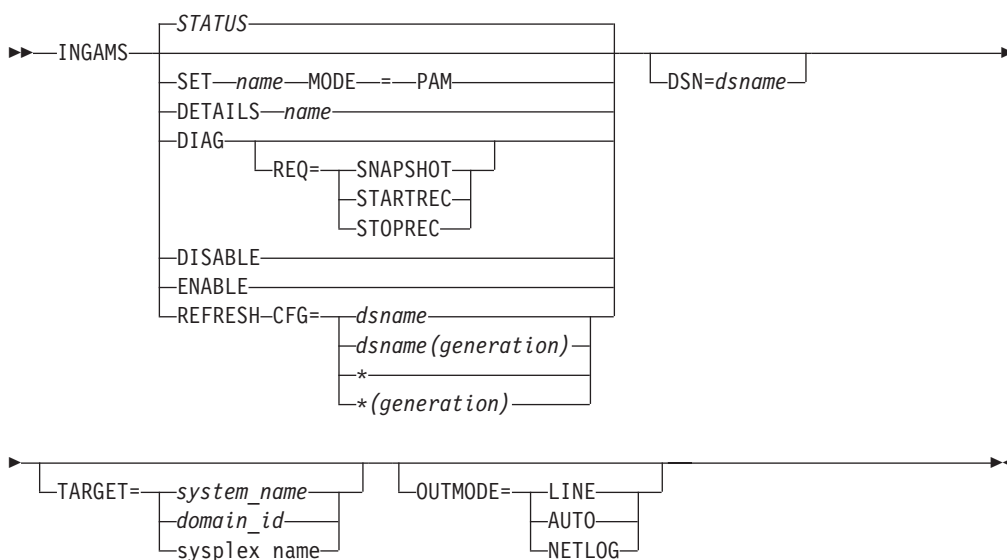 STATUS
INGAMS
SET name MODE = PAM
DSN=dsname
DETAILS name
DIAG
REQ= SNAPSHOT
STARTREC
STOPREC
DISABLE
ENABLE
REFRESH CFG= dsname
dsname(generation)
*
*(generation)
TARGET= system_name
OUTMODE= LINE
domain_id
AUTO
sysplex_name
NETLOG